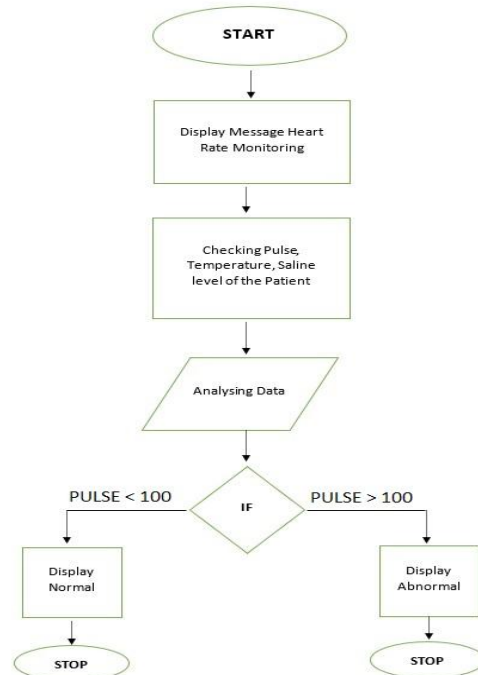 START
Display Message Heart
Rate Monitoring
Checking Pulse,
Temperature, Saline
level of the Patient
Analysing Data
IF
PULSE < 100
PULSE > 100
Display
Normal
Display
Abnormal
STOP
STOP